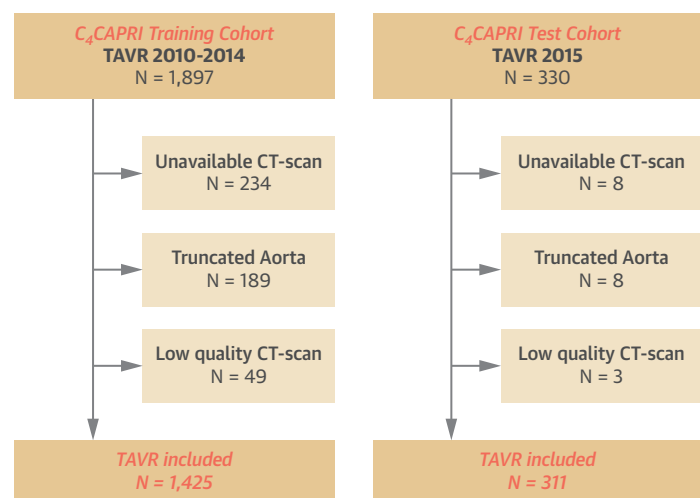 C₄CAPRI Training Cohort
TAVR 2010-2014
N = 1,897
Unavailable CT-scan
N = 234
Truncated Aorta
N = 189
Low quality CT-scan
N = 49
TAVR included
N = 1,425
C₄CAPRI Test Cohort
TAVR 2015
N = 330
Unavailable CT-scan
N = 8
Truncated Aorta
N = 8
Low quality CT-scan
N = 3
TAVR included
N = 311